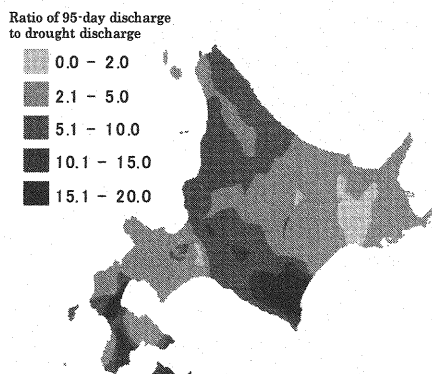 Ratio of 95-day discharge
to drought discharge
0.0 - 2.0
2.1 - 5.0
5.1 - 10.0
10.1 - 15.0
15.1 - 20.0